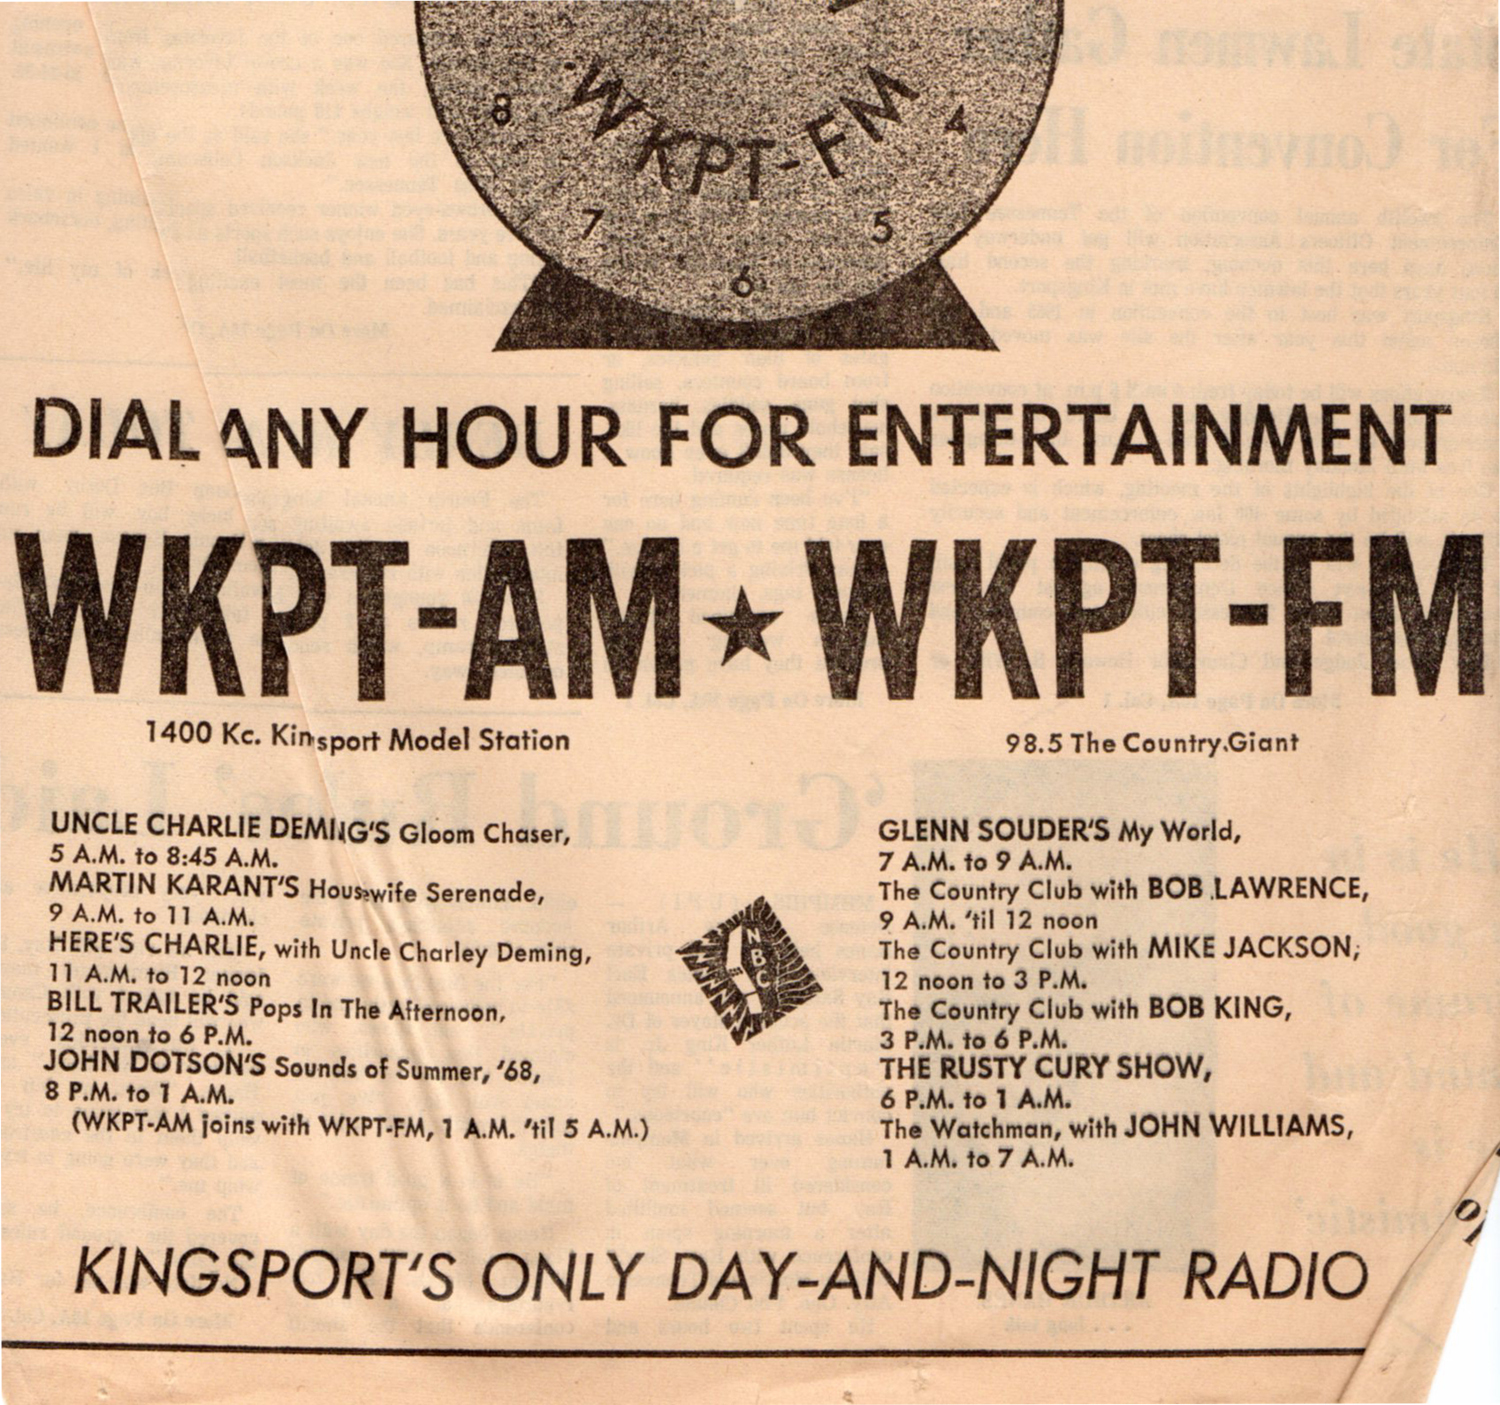 8
WKPT-FM
4
7
5
6
DIAL ANY HOUR FOR ENTERTAINMENT
WKPT-AM ★ WKPT-FM
1400 Kc. Kingsport Model Station
98.5 The Country Giant
UNCLE CHARLIE DEMING'S Gloom Chaser,
5 A.M. to 8:45 A.M.
MARTIN KARANT'S Housewife Serenade,
9 A.M. to 11 A.M.
HERE'S CHARLIE, with Uncle Charley Deming,
11 A.M. to 12 noon
BILL TRAILER'S Pops In The Afternoon,
12 noon to 6 P.M.
JOHN DOTSON'S Sounds of Summer, '68,
8 P.M. to 1 A.M.
(WKPT-AM joins with WKPT-FM, 1 A.M. 'til 5 A.M.)
NBC
GLENN SOUDER'S My World,
7 A.M. to 9 A.M.
The Country Club with BOB LAWRENCE,
9 A.M. 'til 12 noon
The Country Club with MIKE JACKSON,
12 noon to 3 P.M.
The Country Club with BOB KING,
3 P.M. to 6 P.M.
THE RUSTY CURY SHOW,
6 P.M. to 1 A.M.
The Watchman, with JOHN WILLIAMS,
1 A.M. to 7 A.M.
KINGSPORT'S ONLY DAY-AND-NIGHT RADIO